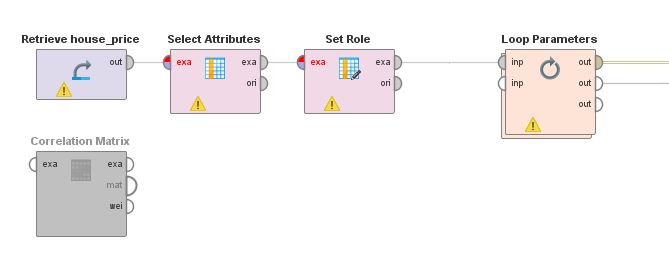 Retrieve house_price
Select Attributes
Set Role
Loop Parameters
out
exa
exa
ori
exa
exa
ori
inp
out
inp
out
out
Correlation Matrix
exa
exa
mat
wei